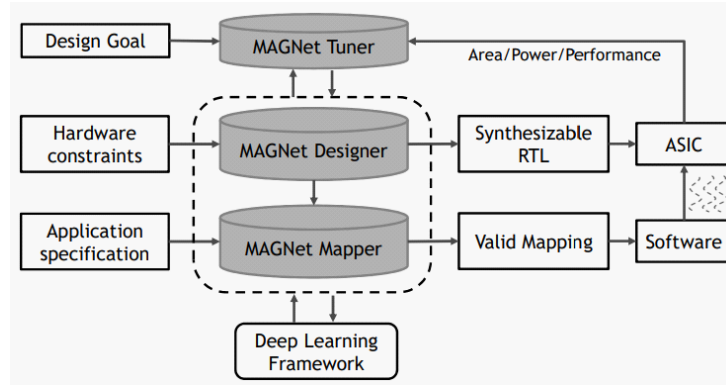 Design Goal
MAGNet Tuner
Area/Power/Performance
Hardware
constraints
MAGNet Designer
Synthesizable
RTL
ASIC
Application
specification
MAGNet Mapper
Valid Mapping
Software
Deep Learning
Framework